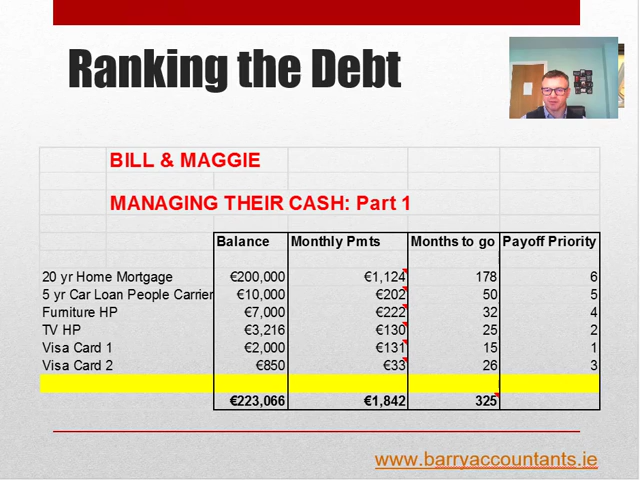 Ranking the Debt
BILL & MAGGIE
MANAGING THEIR CASH: Part 1
Balance Monthly Pmts Months to go Payoff Priority
20 yr Home Mortgage €200,000 €1,124 178 6
5 yr Car Loan People Carrier €10,000 €202 50 5
Furniture HP €7,000 €222 32 4
TV HP €3,216 €130 25 2
Visa Card 1 €2,000 €131 15 1
Visa Card 2 €850 €33 26 3
€223,066 €1,842 325
www.barryaccountants.ie